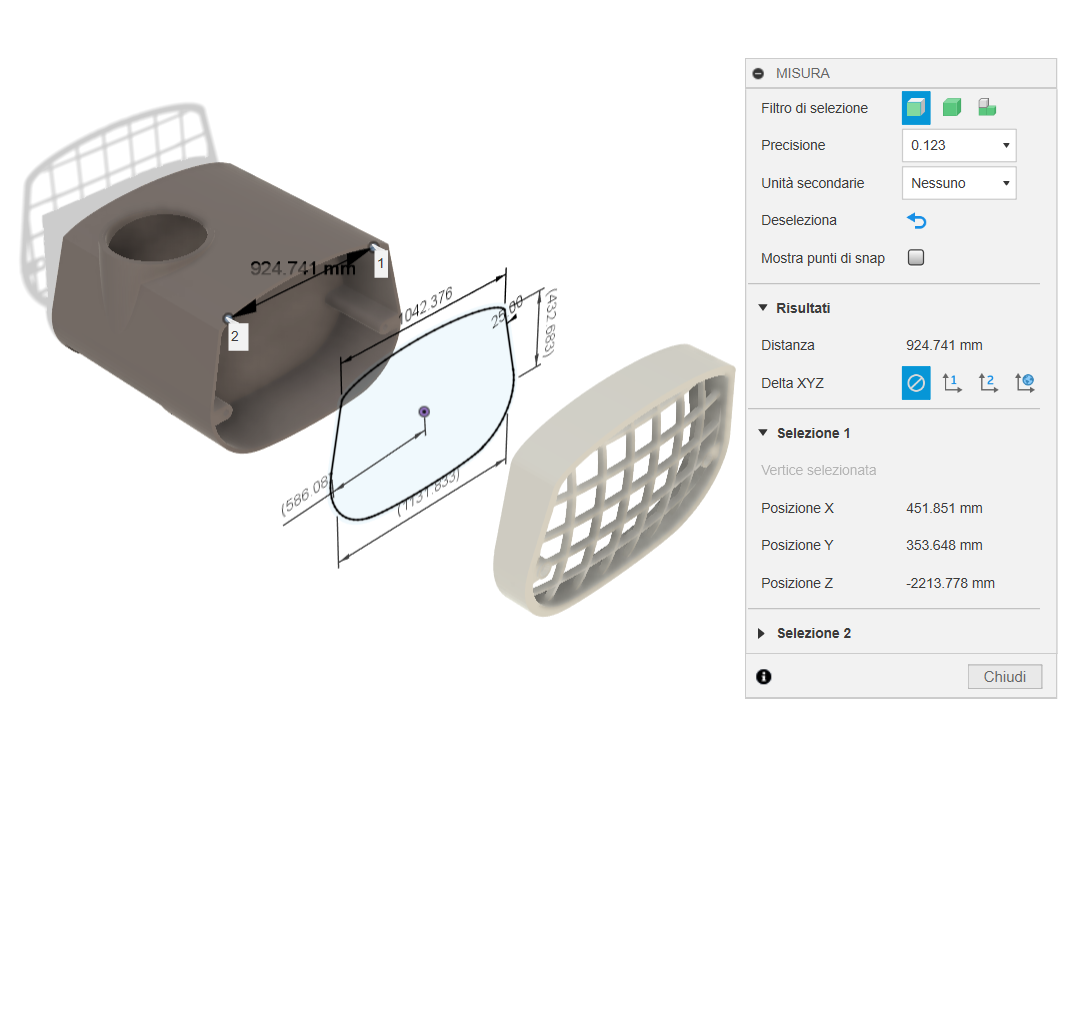 MISURA
Filtro di selezione
Precisione 0.123
Unità secondarie Nessuno
Deseleziona
Mostra punti di snap
Risultati
Distanza 924.741 mm
Delta XYZ 1 2
Selezione 1
Vertice selezionata
Posizione X 451.851 mm
Posizione Y 353.648 mm
Posizione Z -2213.778 mm
Selezione 2
Chiudi
924.741 mm
1
2
1042.376
25.00
(432.683)
(1131.833)